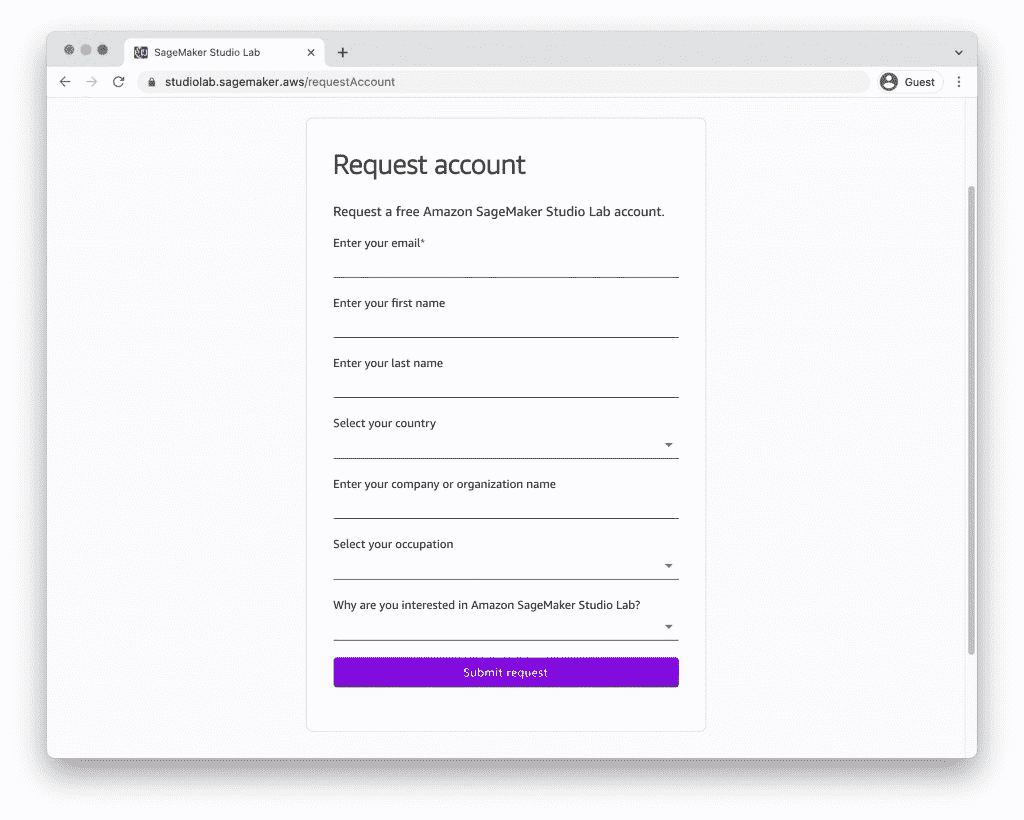 SageMaker Studio Lab
studiolab.sagemaker.aws/requestAccount
Guest
Request account
Request a free Amazon SageMaker Studio Lab account.
Enter your email*
Enter your first name
Enter your last name
Select your country
Enter your company or organization name
Select your occupation
Why are you interested in Amazon SageMaker Studio Lab?
Submit request